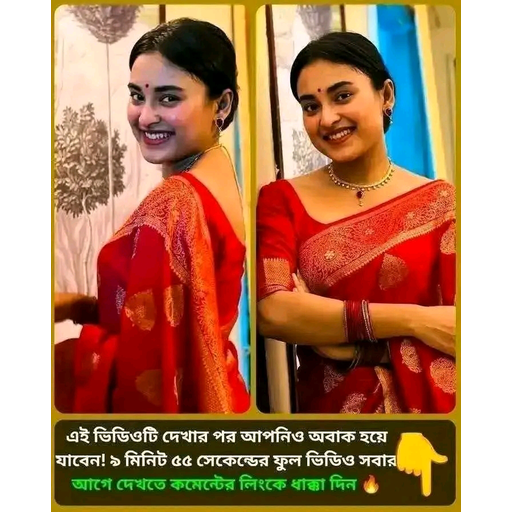 এই ভিডিওটি দেখার পর আপনিও অবাক হয়ে
যাবেন! ৯ মিনিট ৫৫ সেকেন্ডের ফুল ভিডিও সবার
আগে দেখতে কমেন্টের লিংকে ধাক্কা দিন 🔥